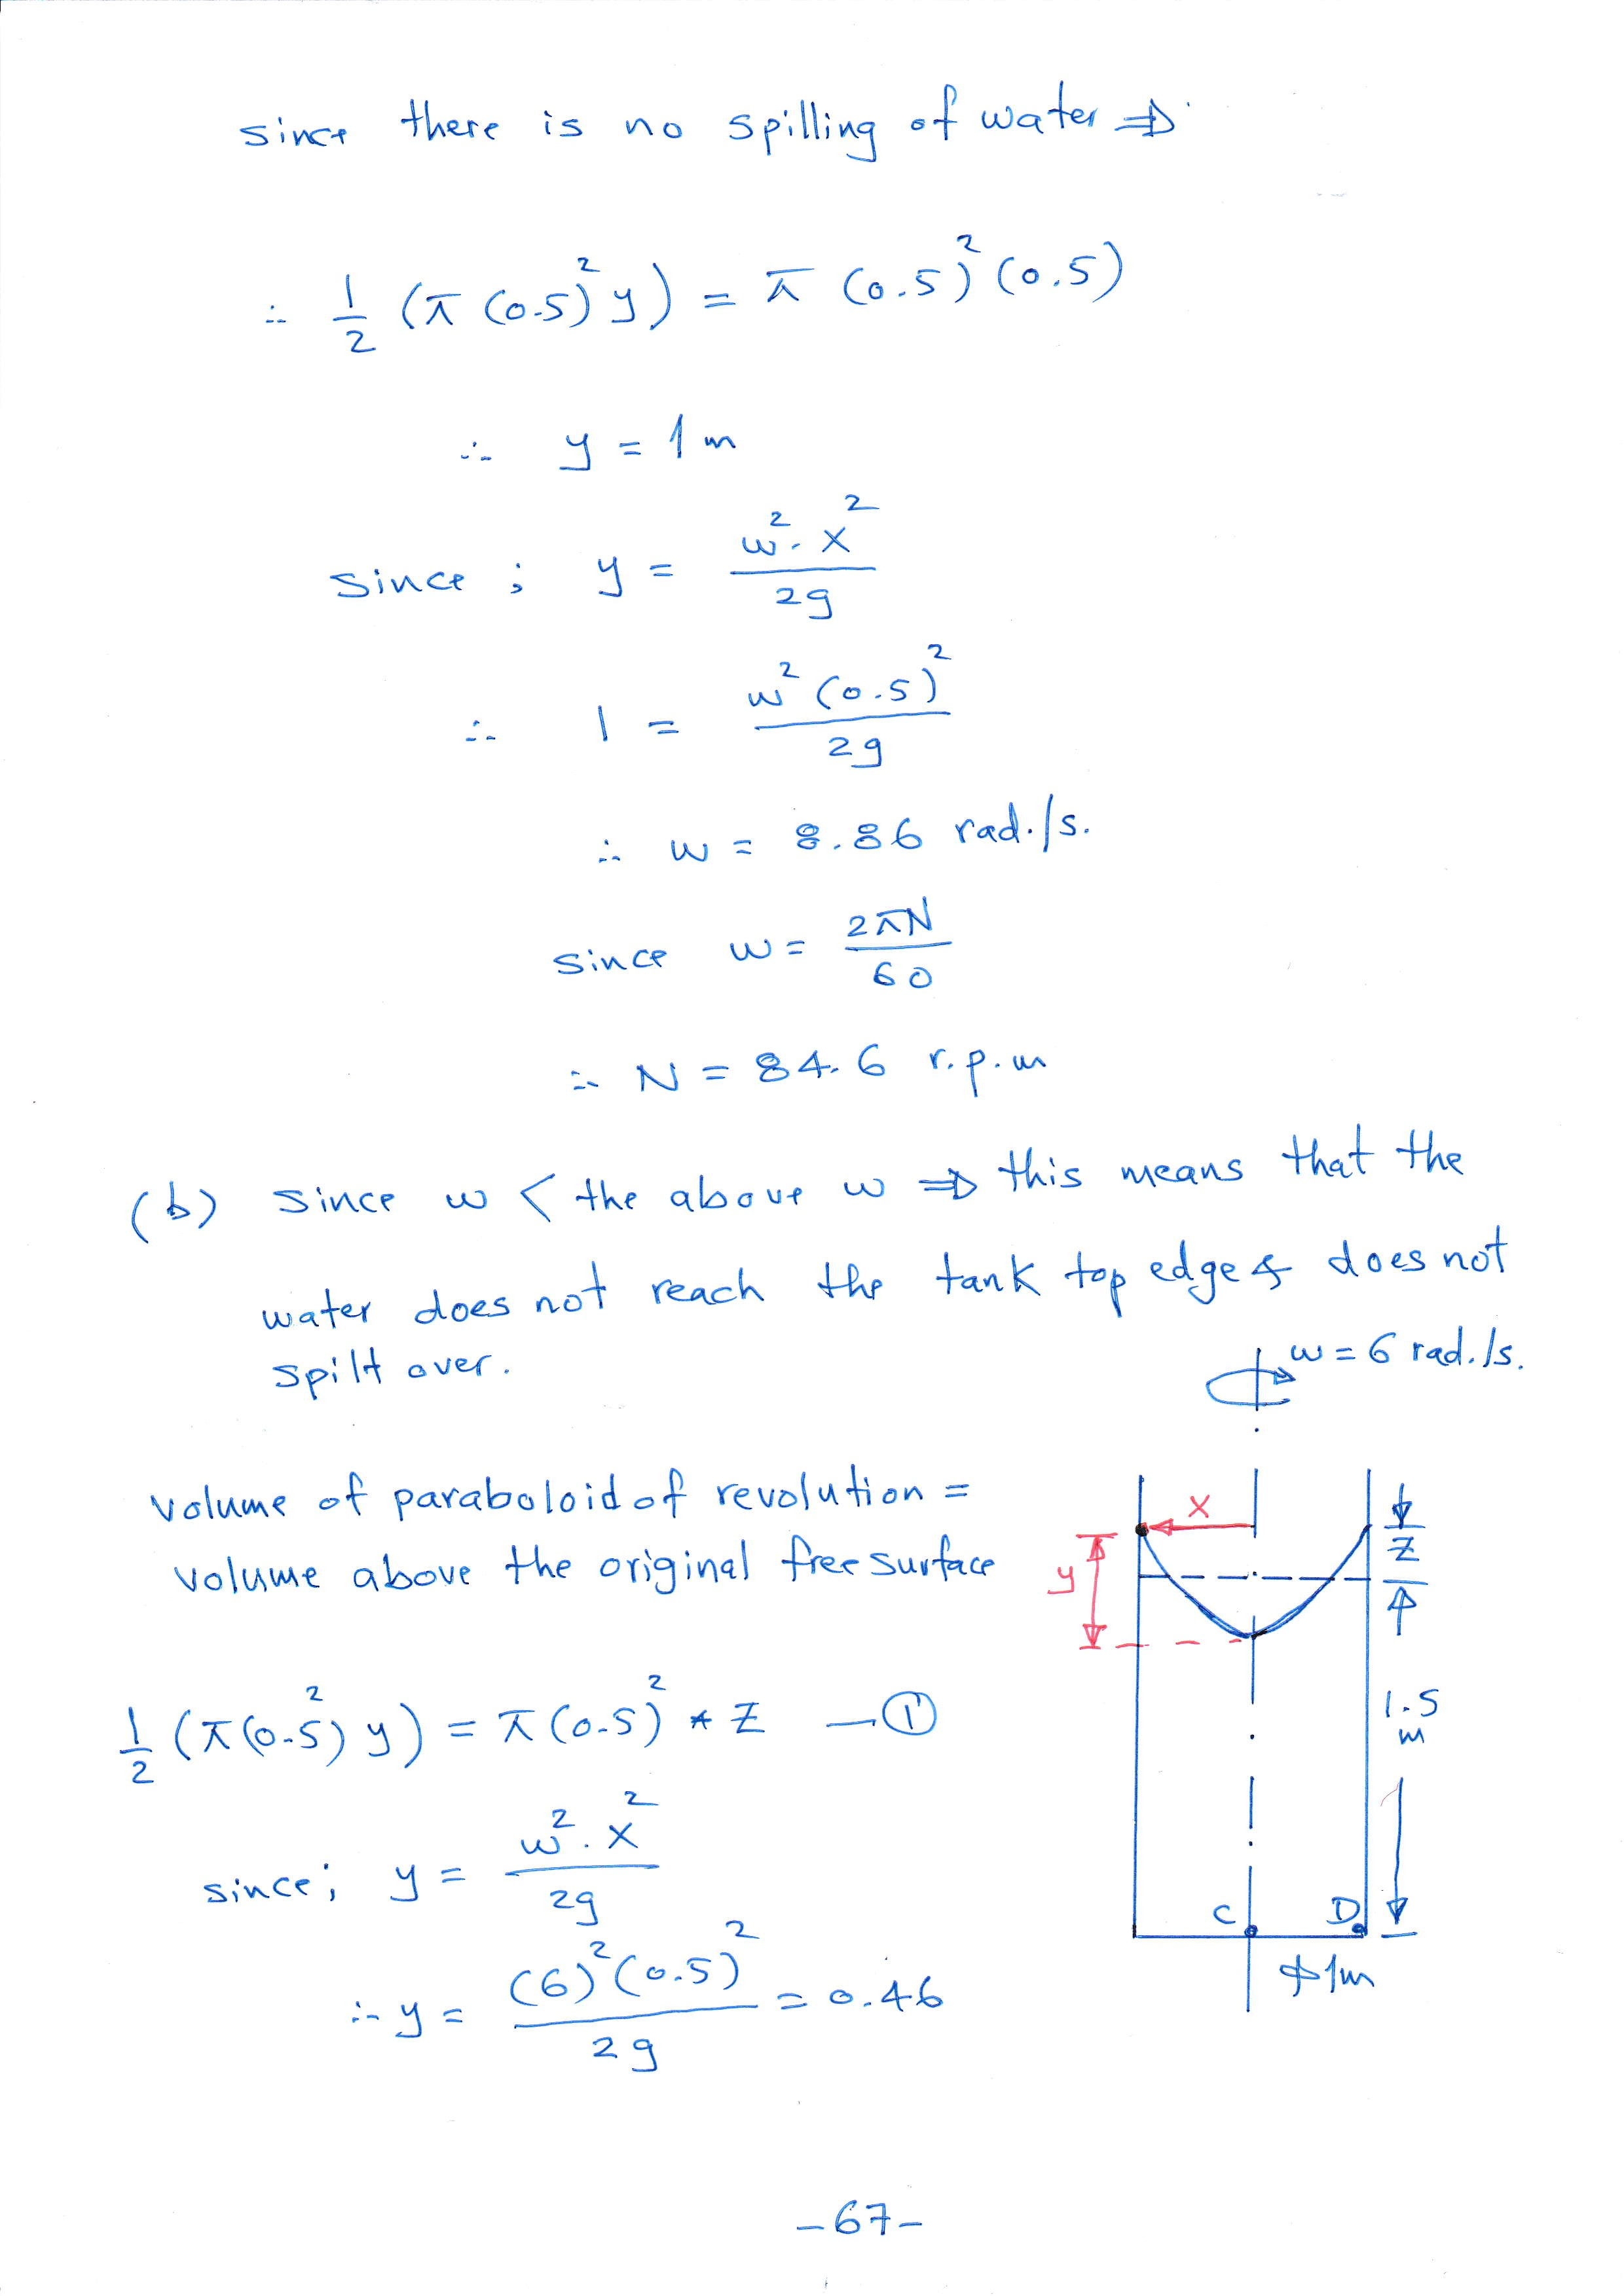 since there is no spilling of water ⇒
∴ 1/2 (π (0.5)² y) = π (0.5)² (0.5)
∴ y = 1 m
since ; y = w². x² / 2g
∴ 1 = w² (0.5)² / 2g
∴ w = 8.86 rad./s.
since w = 2πN / 60
∴ N = 84.6 r.p.m
(b) since w < the above w ⇒ this means that the
water does not reach the tank top edge & does not
spilt over.
w = 6 rad./s.
volume of paraboloid of revolution =
volume above the original free surface
x
y
z
1/2 (π (0.5)² y) = π (0.5)² * z — ①
1.5
m
since; y = w². x² / 2g
C
D
∴ y = (6)² (0.5)² / 2g = 0.46
ϕ 1m
-67-